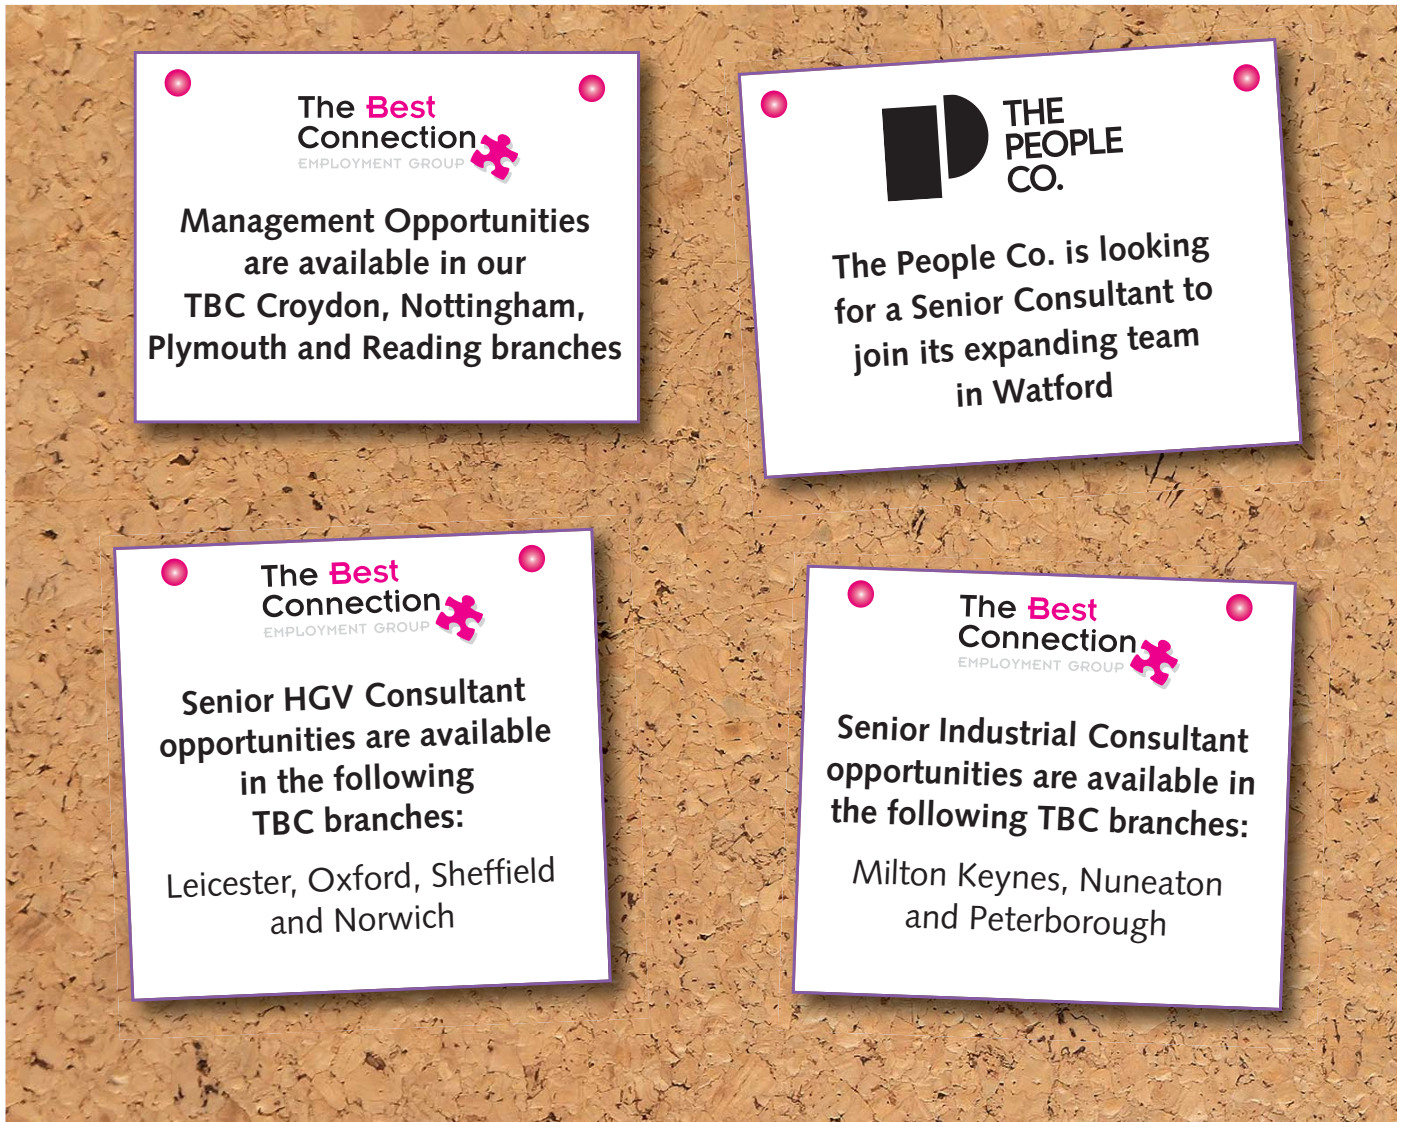 The Best
Connection
EMPLOYMENT GROUP
Management Opportunities
are available in our
TBC Croydon, Nottingham,
Plymouth and Reading branches
THE
PEOPLE
CO.
The People Co. is looking
for a Senior Consultant to
join its expanding team
in Watford
The Best
Connection
EMPLOYMENT GROUP
Senior HGV Consultant
opportunities are available
in the following
TBC branches:
Leicester, Oxford, Sheffield
and Norwich
The Best
Connection
EMPLOYMENT GROUP
Senior Industrial Consultant
opportunities are available in
the following TBC branches:
Milton Keynes, Nuneaton
and Peterborough